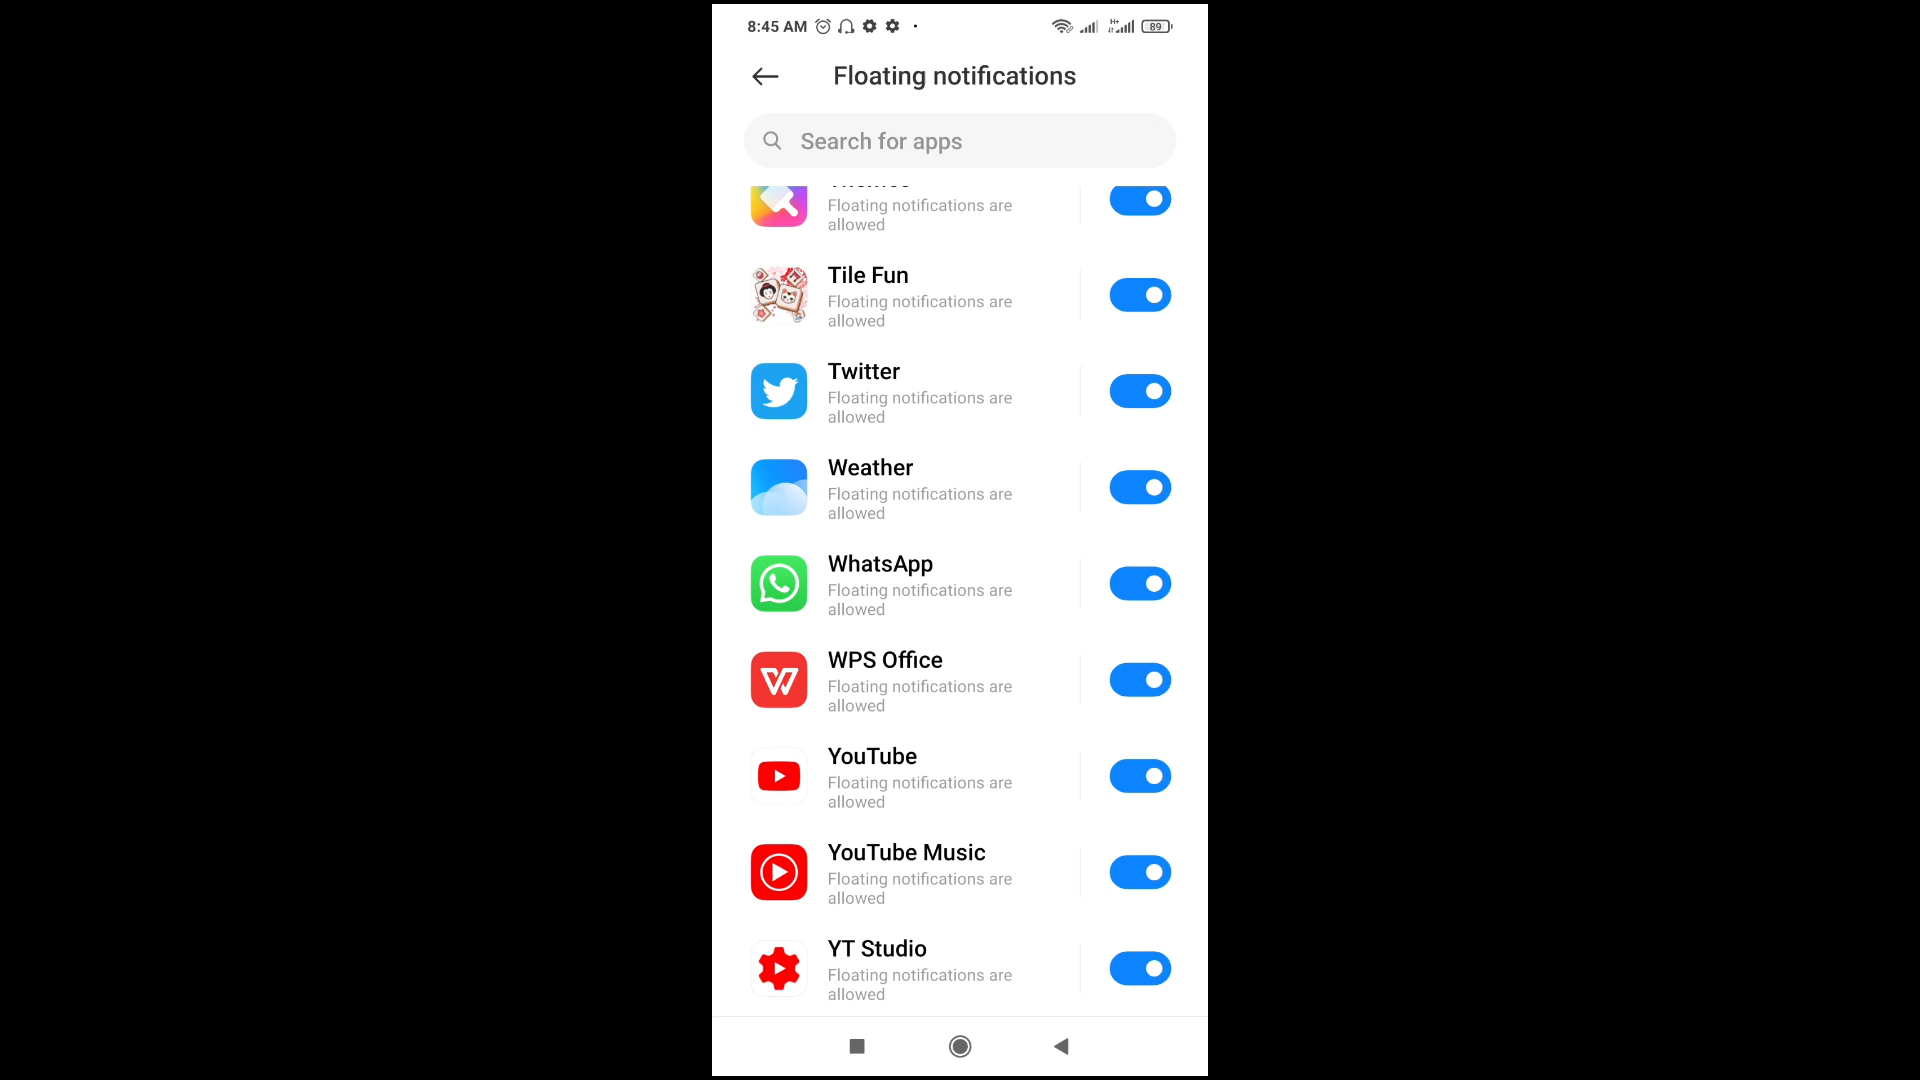 8:45 AM
H+
89
Floating notifications
Search for apps
Floating notifications are
allowed
Tile Fun
Floating notifications are
allowed
Twitter
Floating notifications are
allowed
Weather
Floating notifications are
allowed
WhatsApp
Floating notifications are
allowed
WPS Office
Floating notifications are
allowed
YouTube
Floating notifications are
allowed
YouTube Music
Floating notifications are
allowed
YT Studio
Floating notifications are
allowed